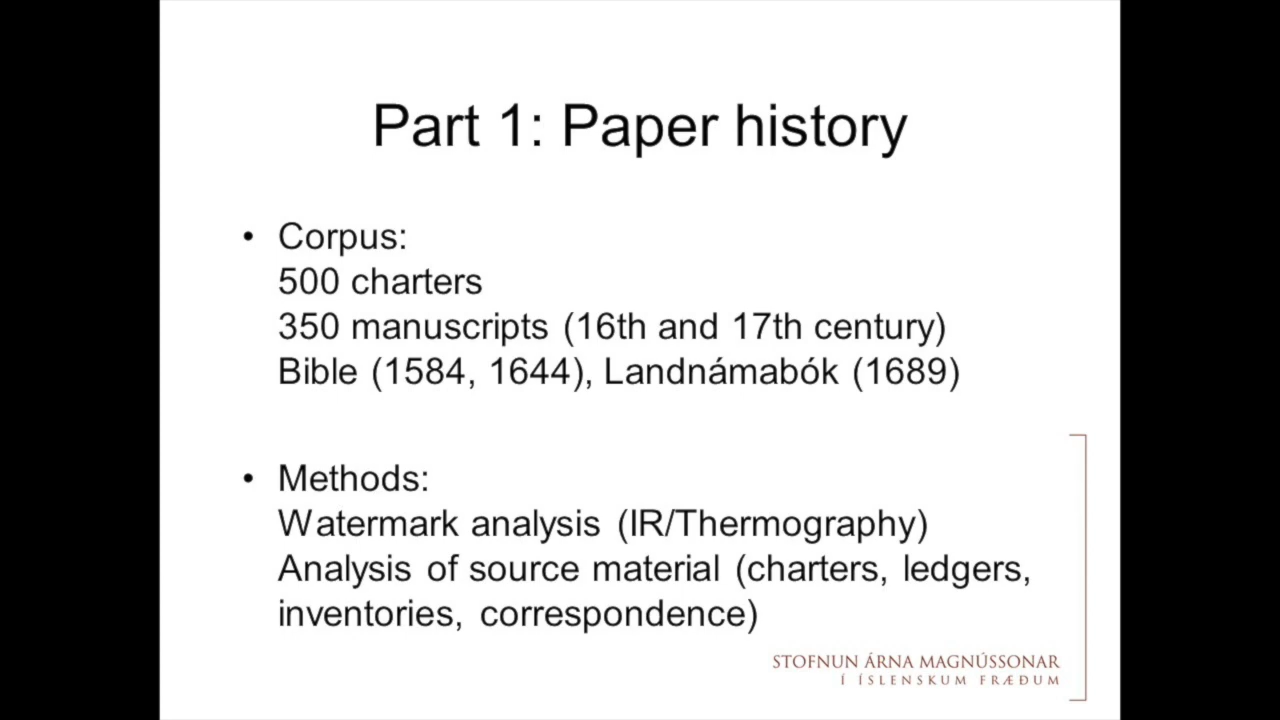 Part 1: Paper history
• Corpus:
500 charters
350 manuscripts (16th and 17th century)
Bible (1584, 1644), Landnámabók (1689)
• Methods:
Watermark analysis (IR/Thermography)
Analysis of source material (charters, ledgers,
inventories, correspondence)
STOFNUN ÁRNA MAGNÚSSONAR
Í ÍSLENSKUM FRÆÐUM